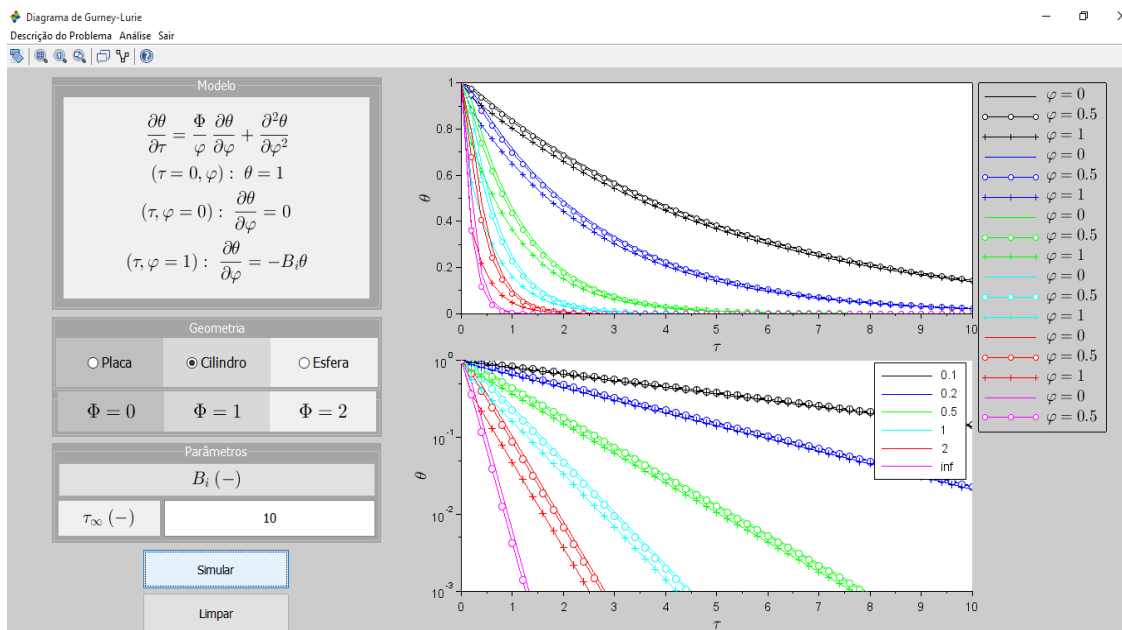 Diagrama de Gurney-Lurie
Descrição do Problema Análise Sair
Modelo
∂θ/∂τ = Φ/φ ∂θ/∂φ + ∂²θ/∂φ²
(τ = 0, φ) : θ = 1
(τ, φ = 0) : ∂θ/∂φ = 0
(τ, φ = 1) : ∂θ/∂φ = −B_i θ
Geometria
Placa Cilindro Esfera
Φ = 0 Φ = 1 Φ = 2
Parâmetros
B_i (−)
τ_∞ (−) 10
Simular
Limpar
1
0.8
0.6
0.4
0.2
0
θ
0 1 2 3 4 5 6 7 8 9 10
τ
φ = 0
φ = 0.5
φ = 1
φ = 0
φ = 0.5
φ = 1
φ = 0
φ = 0.5
φ = 1
φ = 0
φ = 0.5
φ = 1
φ = 0
φ = 0.5
φ = 1
φ = 0
φ = 0.5
10⁰
10⁻¹
10⁻²
10⁻³
θ
0.1
0.2
0.5
1
2
inf
0 1 2 3 4 5 6 7 8 9 10
τ